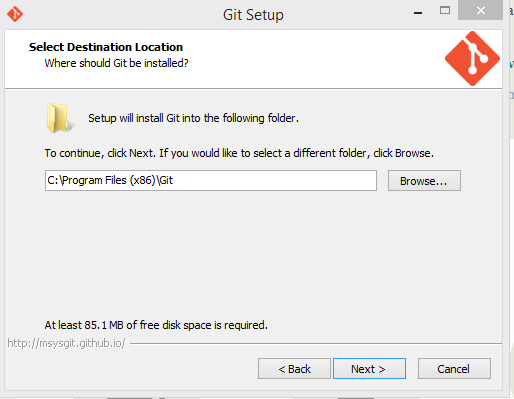 Git Setup
Select Destination Location
Where should Git be installed?
Setup will install Git into the following folder.
To continue, click Next. If you would like to select a different folder, click Browse.
C:\Program Files (x86)\Git
Browse...
At least 85.1 MB of free disk space is required.
http://msysgit.github.io/
< Back
Next >
Cancel